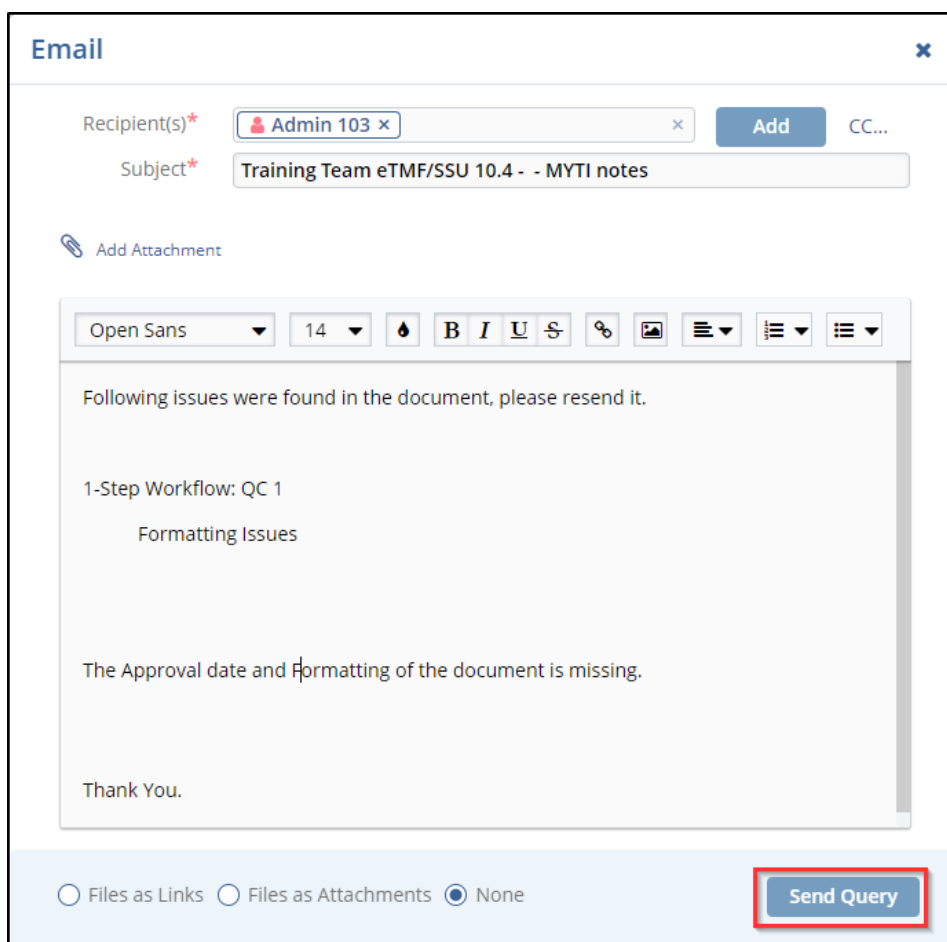 Email
Recipient(s)* Admin 103 × × Add CC...
Subject* Training Team eTMF/SSU 10.4 - - MYTI notes
Add Attachment
Open Sans 14 B I U S
Following issues were found in the document, please resend it.
1-Step Workflow: QC 1
Formatting Issues
The Approval date and Formatting of the document is missing.
Thank You.
Files as Links Files as Attachments None Send Query